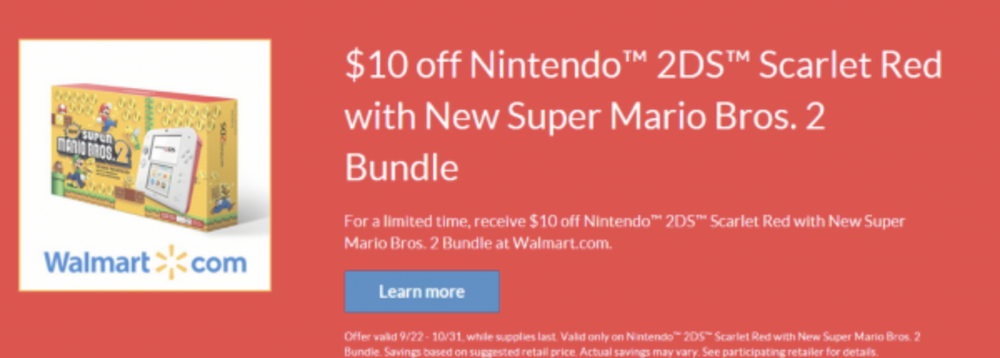 $10 off Nintendo™ 2DS™ Scarlet Red
with New Super Mario Bros. 2
Bundle
For a limited time, receive $10 off Nintendo™ 2DS™ Scarlet Red with New Super
Mario Bros. 2 Bundle at Walmart.com.
Learn more
Offer valid 9/22 - 10/31, while supplies last. Valid only on Nintendo™ 2DS™ Scarlet Red with New Super Mario Bros. 2
Bundle. Savings based on suggested retail price. Actual savings may vary. See participating retailer for details.
SUPER
MARIO BROS. 2
Walmart com